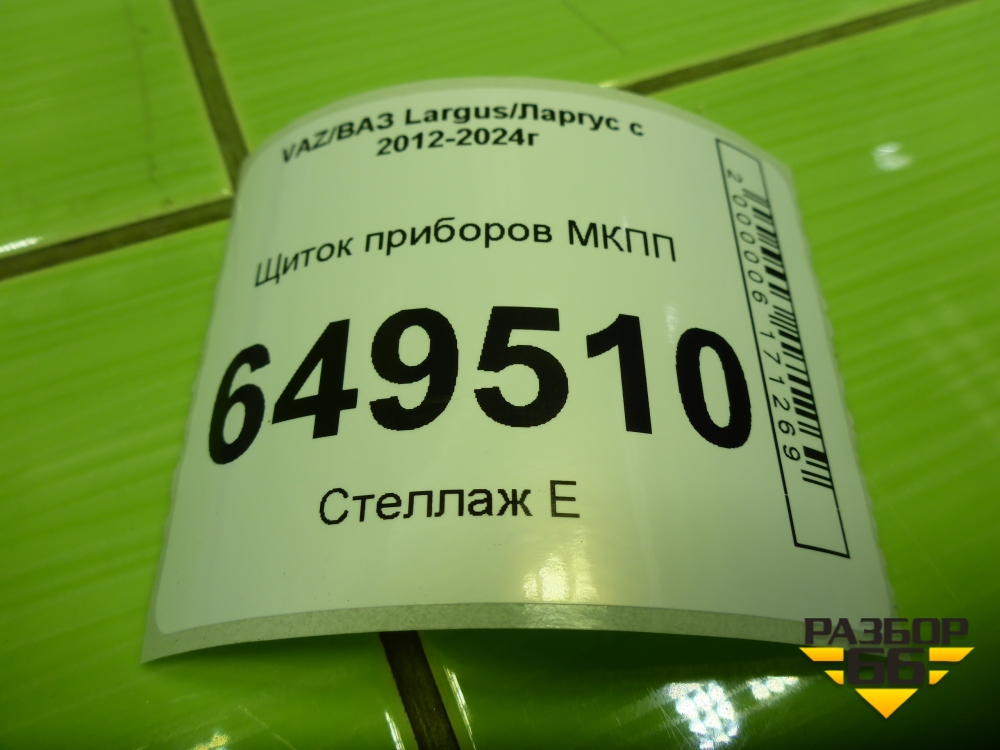 VAZ/ВАЗ Largus/Ларгус с
2012-2024г
Щиток приборов МКПП
649510
Стеллаж Е
2000006171269
РАЗБОР
66